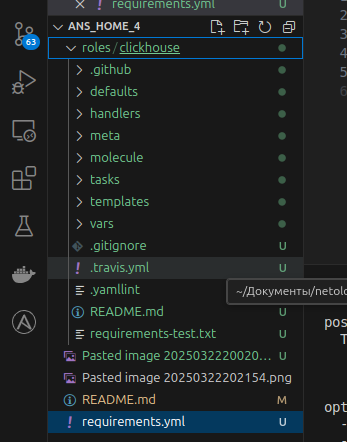 requirements.yml
ANS_HOME_4
63
roles / clickhouse
.github
defaults
handlers
meta
molecule
tasks
templates
vars
.gitignore U
.travis.yml U
.yamllint U
~/Документы/netolo
README.md U
requirements-test.txt U
Pasted image 20250322220020... U
Pasted image 20250322202154.png
README.md M
requirements.yml U
2
3
4
5
6
pos
T
opt
-